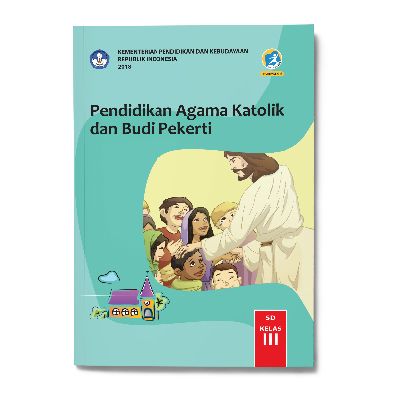 KEMENTERIAN PENDIDIKAN DAN KEBUDAYAAN
REPUBLIK INDONESIA
2018
Pendidikan Agama Katolik
dan Budi Pekerti
SD
KELAS
III